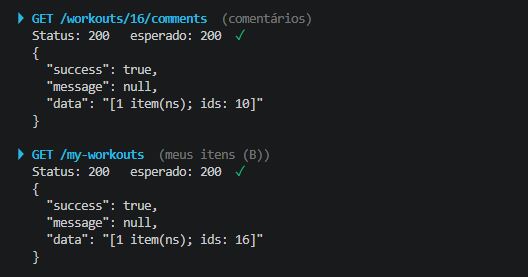 GET /workouts/16/comments (comentários)
Status: 200 esperado: 200 ✓
{
"success": true,
"message": null,
"data": "[1 item(ns); ids: 10]"
}
GET /my-workouts (meus itens (B))
Status: 200 esperado: 200 ✓
{
"success": true,
"message": null,
"data": "[1 item(ns); ids: 16]"
}